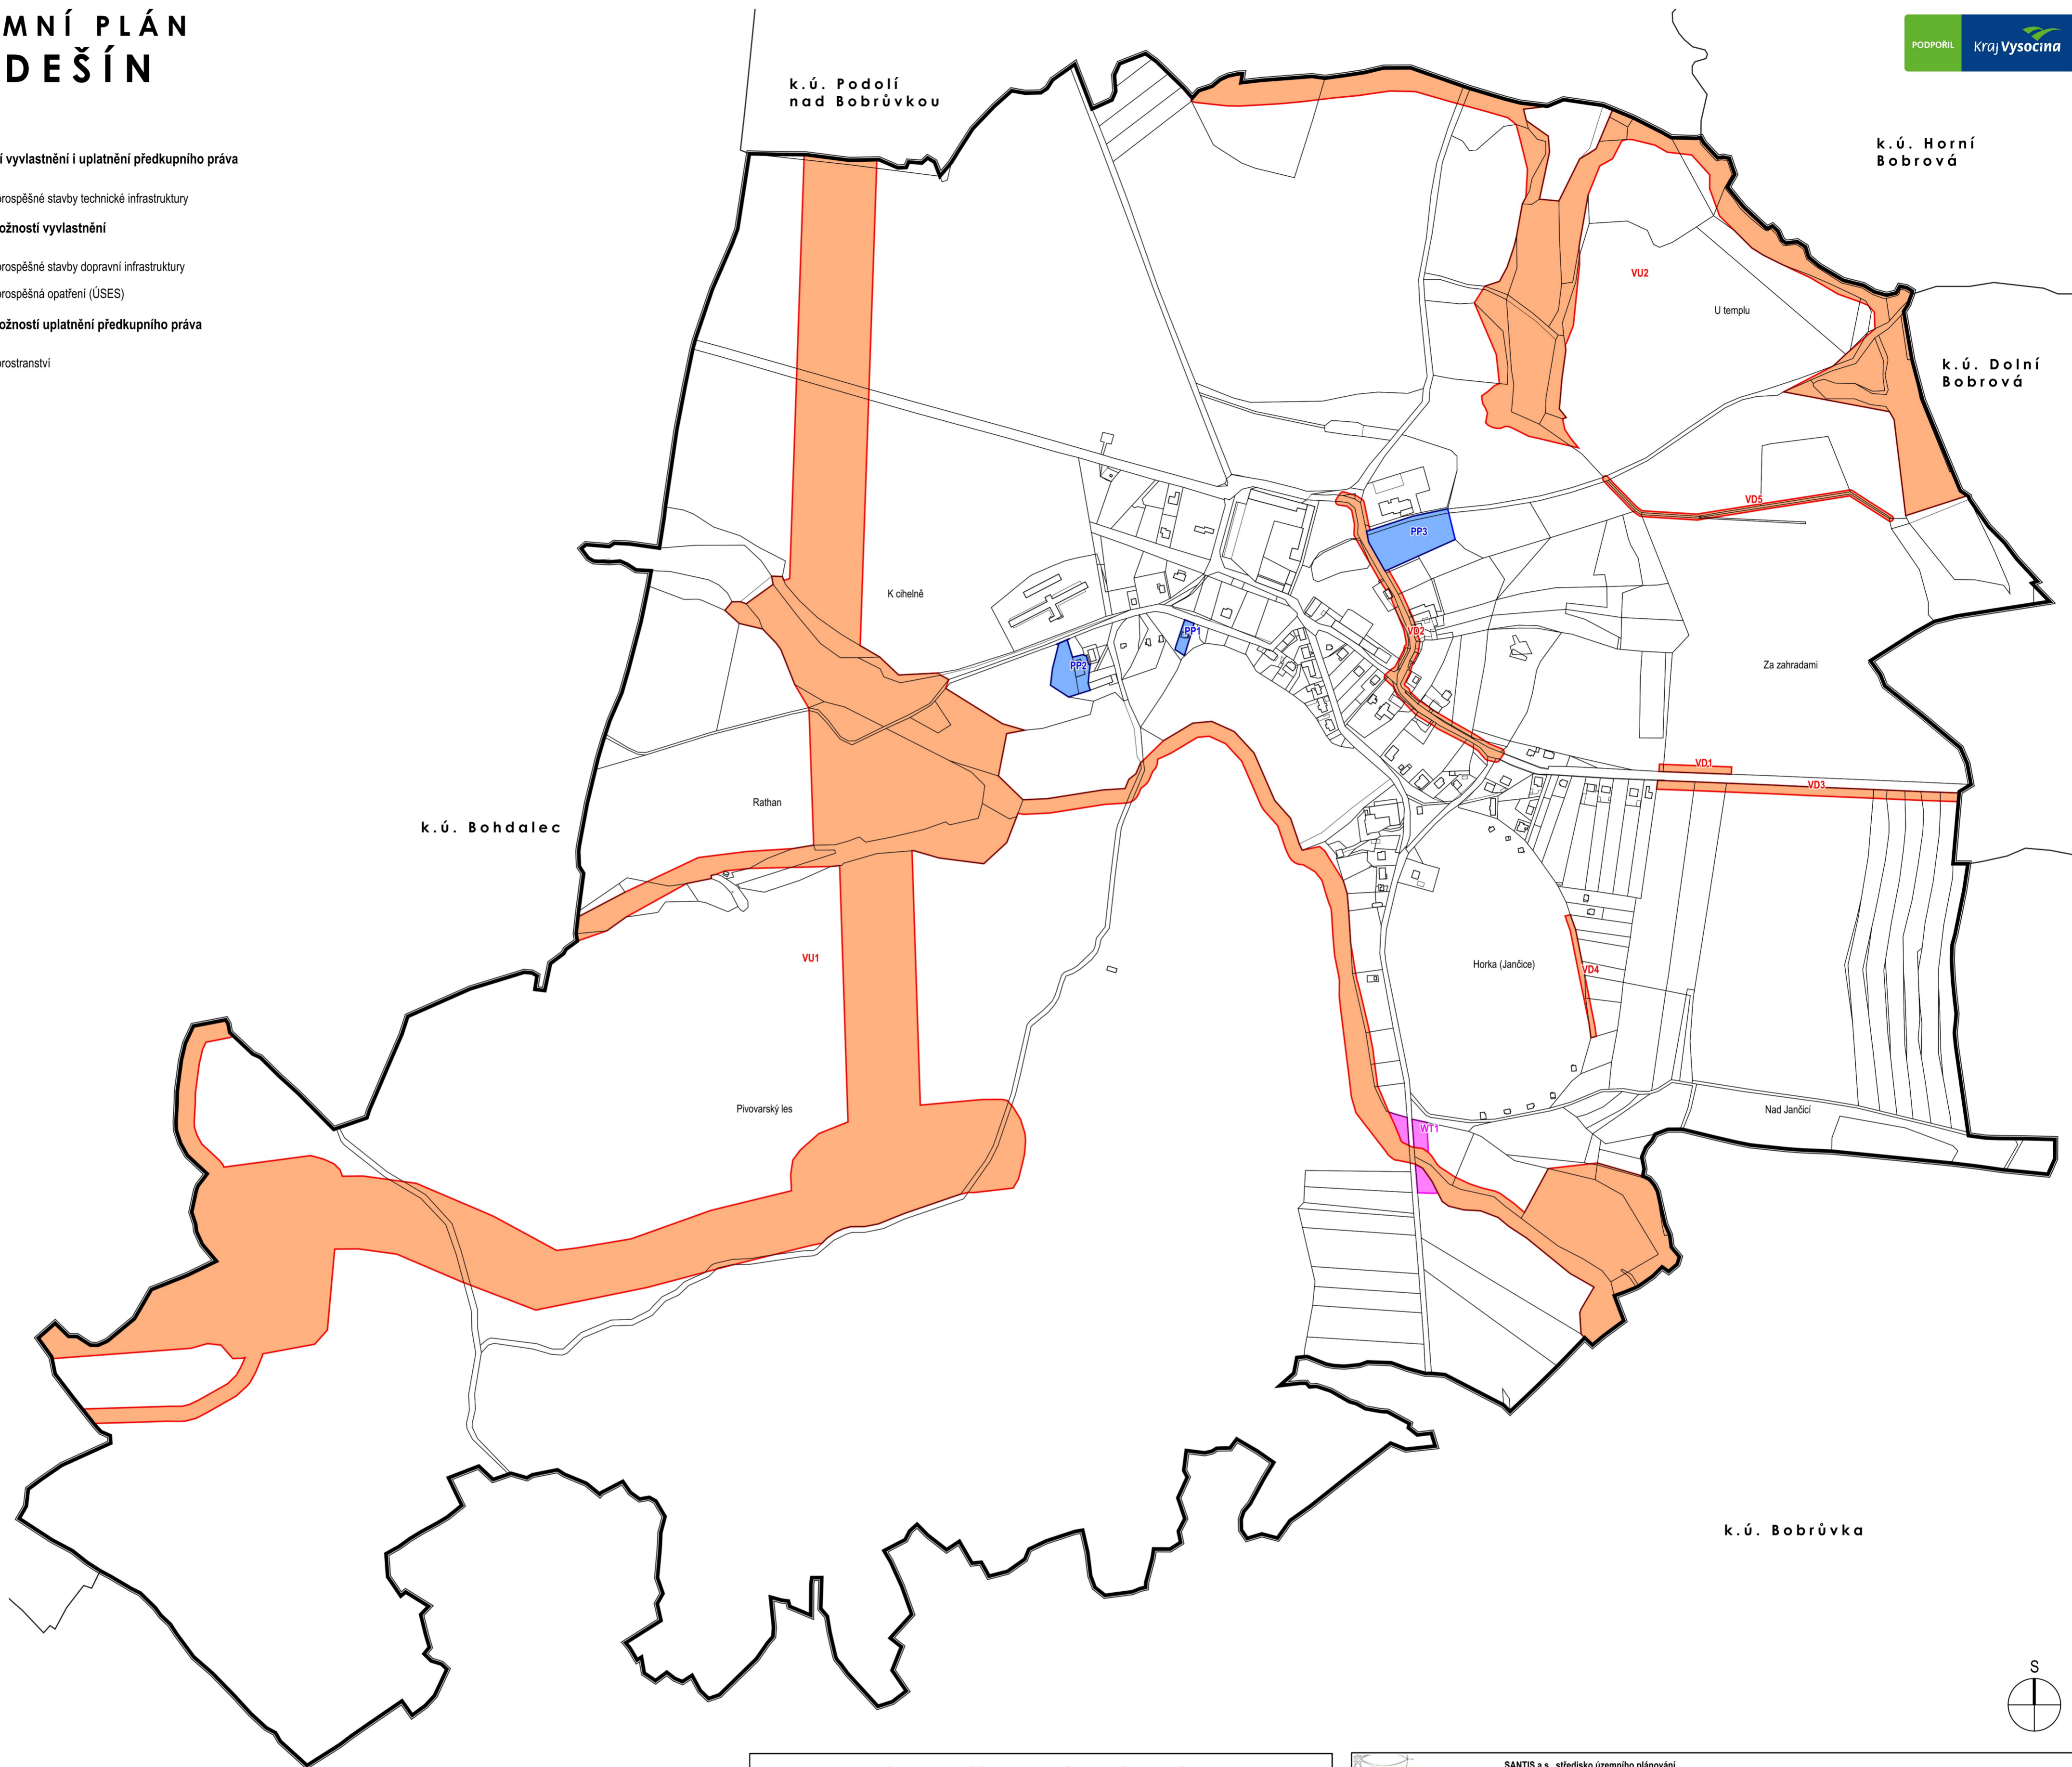 MNÍ PLÁN
DEŠÍN
í vyvlastnění i uplatnění předkupního práva
prospěšné stavby technické infrastruktury
ožností vyvlastnění
prospěšné stavby dopravní infrastruktury
prospěšná opatření (ÚSES)
ožností uplatnění předkupního práva
prostranství
PODPOŘIL
Kraj Vysočina
k.ú. Podolí
nad Bobrůvkou
k.ú. Horní
Bobrová
VU2
U templu
k.ú. Dolní
Bobrová
VD5
PP3
K cihelně
PP1
VD2
PP2
Za zahradami
VD1
VD3
Rathan
k.ú. Bohdalec
VU1
Horka (Jančice)
VD4
Pivovarský les
Nad Jančicí
WT1
k.ú. Bobrůvka
S
SANTIS a.s., středisko územního plánování